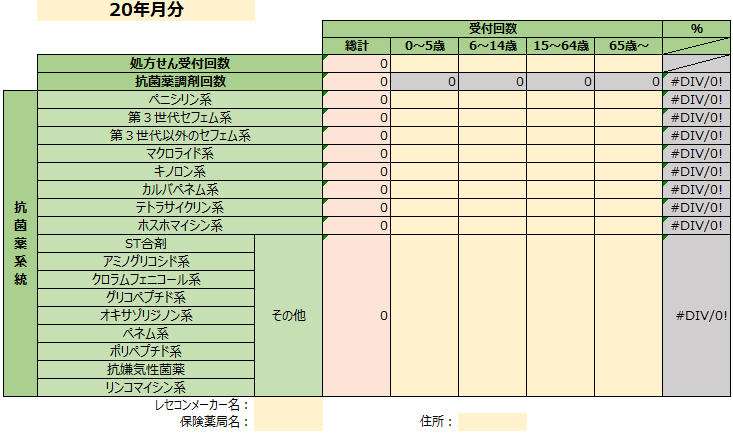 20年月分
受付回数 %
総計 0～5歳 6～14歳 15～64歳 65歳～
処方せん受付回数 0
抗菌薬調剤回数 0 0 0 0 0 #DIV/0!
抗菌薬系統
ペニシリン系 0 #DIV/0!
第３世代セフェム系 0 #DIV/0!
第３世代以外のセフェム系 0 #DIV/0!
マクロライド系 0 #DIV/0!
キノロン系 0 #DIV/0!
カルバペネム系 0 #DIV/0!
テトラサイクリン系 0 #DIV/0!
ホスホマイシン系 0 #DIV/0!
ST合剤
アミノグリコシド系
クロラムフェニコール系
グリコペプチド系
オキサゾリジノン系 その他 0 #DIV/0!
ペネム系
ポリペプチド系
抗嫌気性菌薬
リンコマイシン系
レセコンメーカー名：
保険薬局名： 住所：